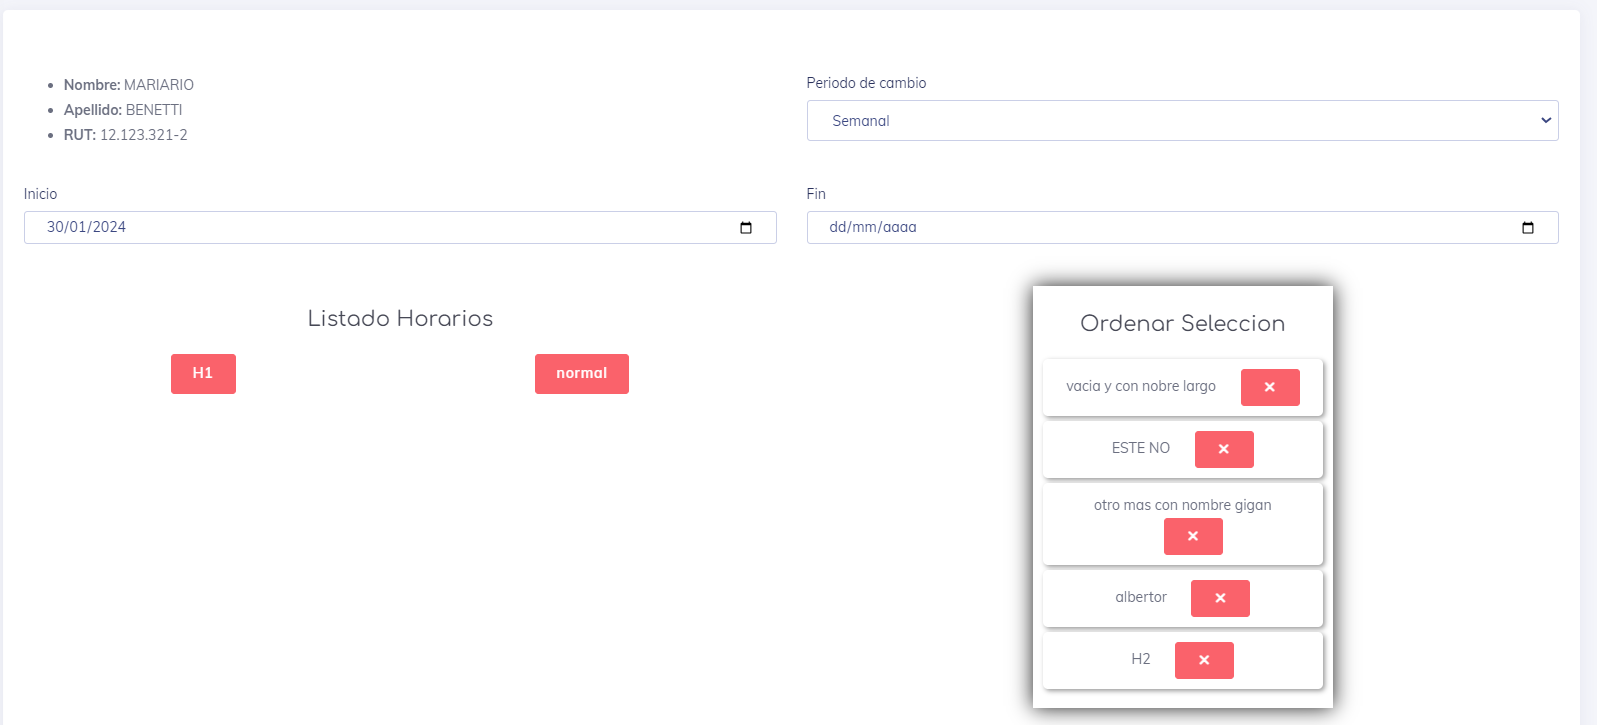 Nombre: MARIARIO
Apellido: BENETTI
RUT: 12.123.321-2
Periodo de cambio
Semanal
Inicio
30/01/2024
Fin
dd/mm/aaaa
Listado Horarios
H1
normal
Ordenar Seleccion
vacia y con nobre largo
ESTE NO
otro mas con nombre gigan
albertor
H2